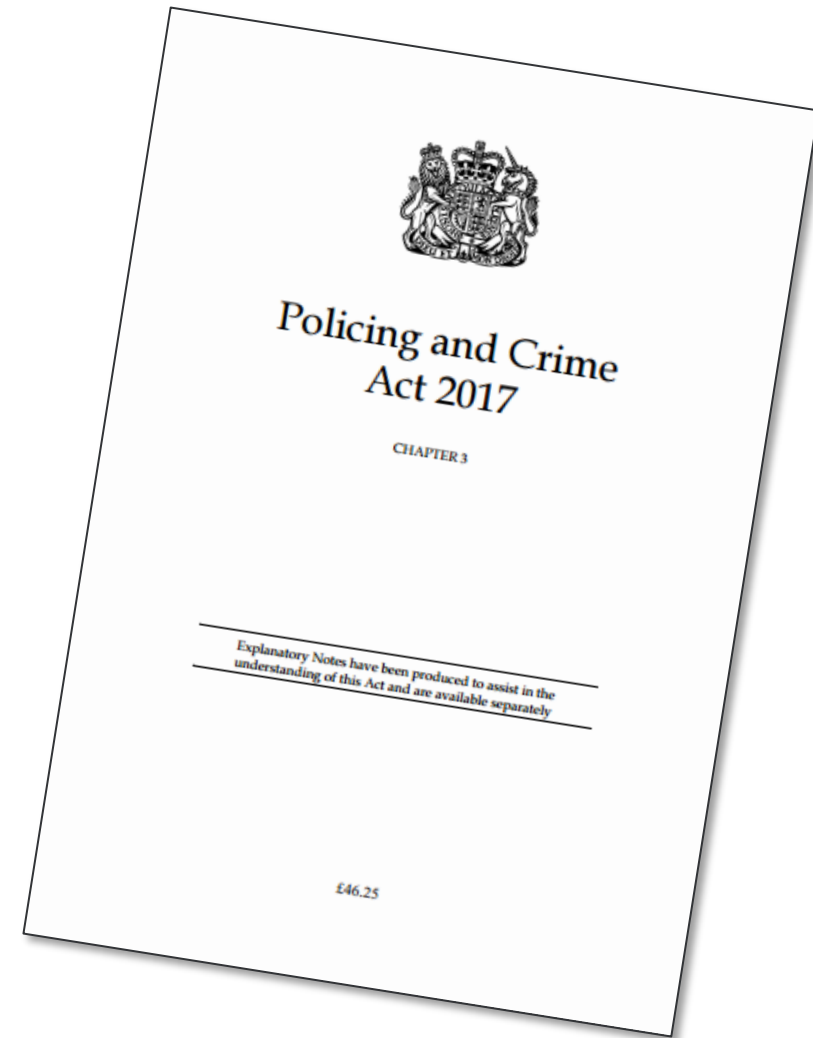 Policing and Crime
Act 2017
CHAPTER 3
Explanatory Notes have been produced to assist in the
understanding of this Act and are available separately
£46.25